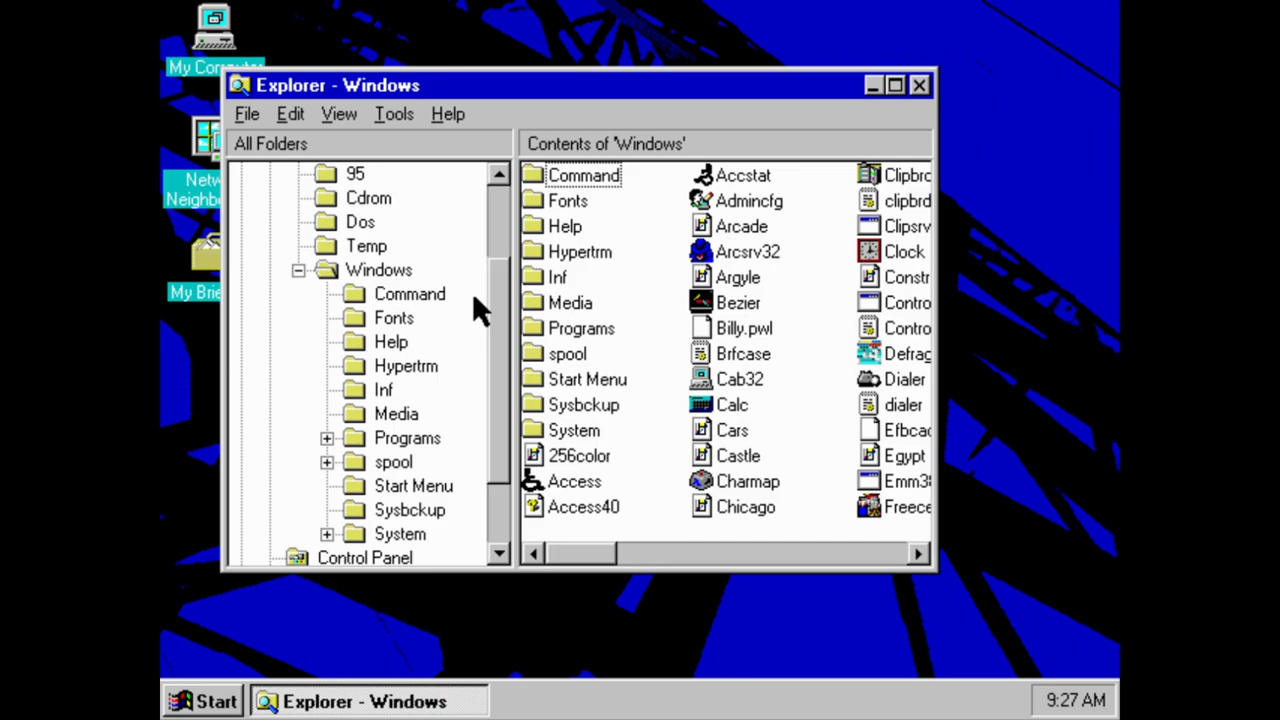 My Computer
Explorer - Windows
File Edit View Tools Help
All Folders
Contents of 'Windows'
95
Cdrom
Dos
Temp
Windows
Command
Fonts
Help
Hypertrm
Inf
Media
Programs
spool
Start Menu
Sysbckup
System
Control Panel
Command
Fonts
Help
Hypertrm
Inf
Media
Programs
spool
Start Menu
Sysbckup
System
256color
Access
Access40
Accstat
Admincfg
Arcade
Arcsrv32
Argyle
Bezier
Billy.pwl
Brfcase
Cab32
Calc
Cars
Castle
Charmap
Chicago
Clipbrd
clipbrd
Clipsrv
Clock
Constr
Contro
Contro
Defrag
Dialer
dialer
Efbcac
Egypt
Emm38
Freece
Netw
Neighbo
My Brie
Start
Explorer - Windows
9:27 AM